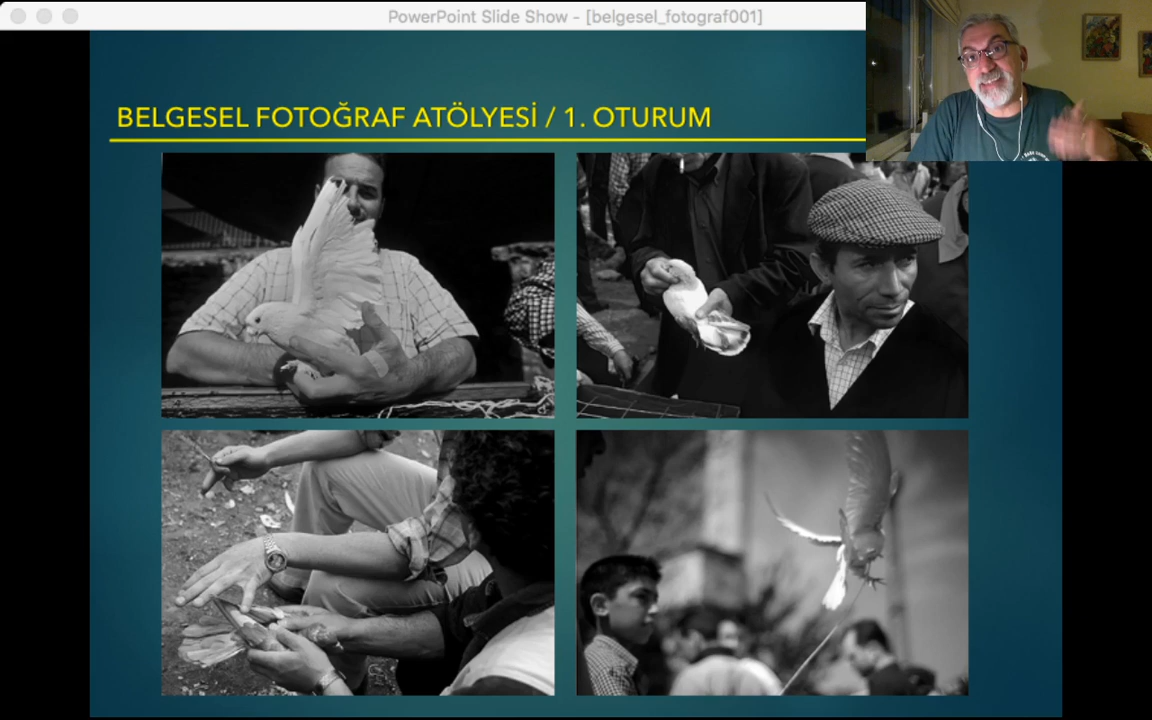 PowerPoint Slide Show - [belgesel_fotograf001]
BELGESEL FOTOĞRAF ATÖLYESİ / 1. OTURUM